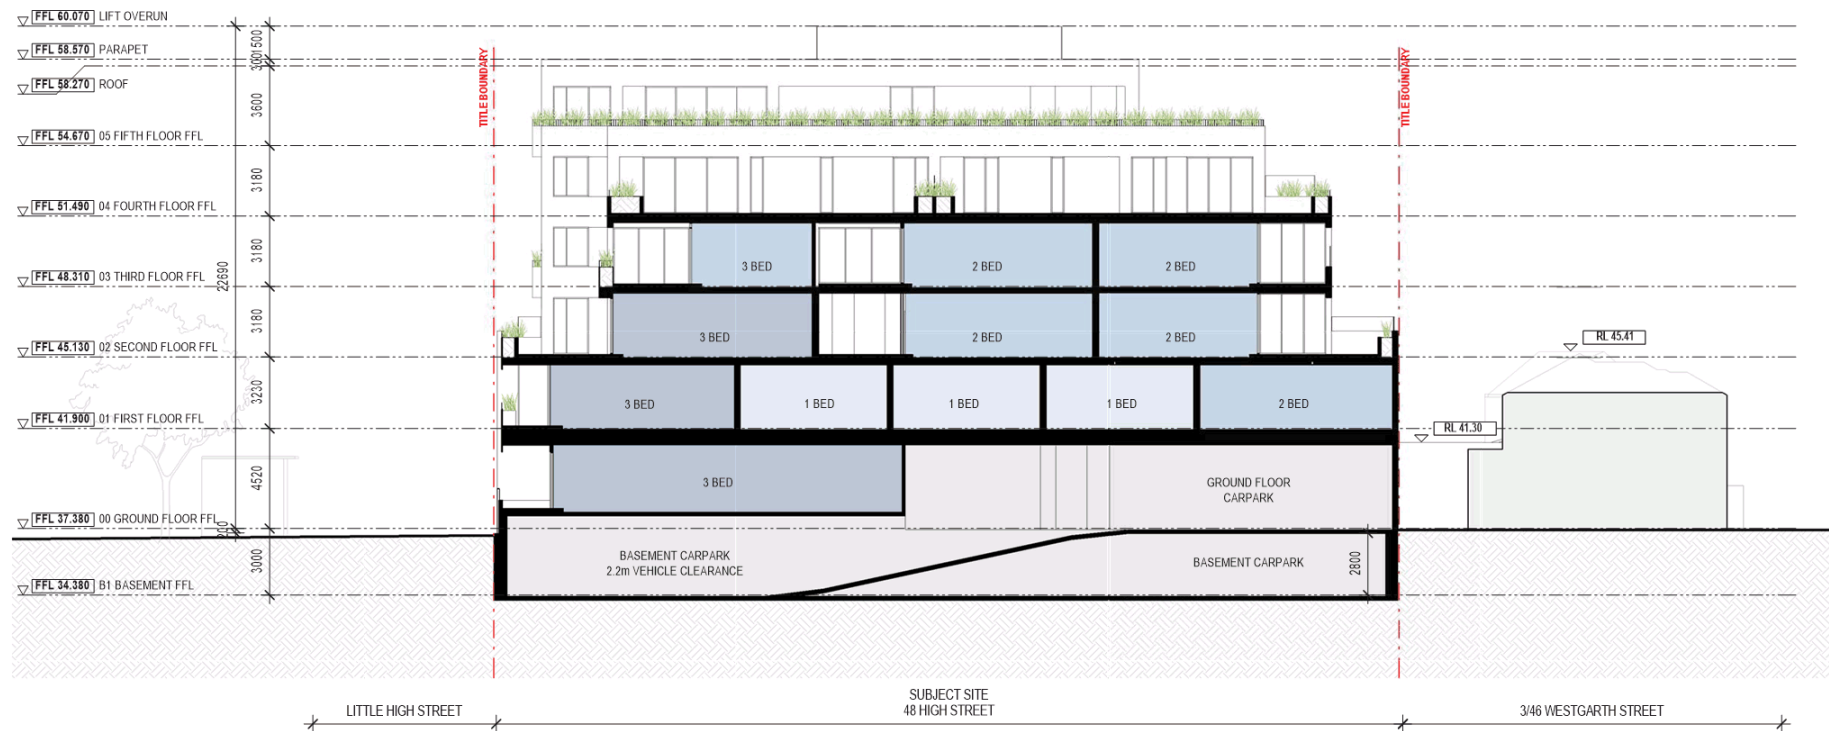 FFL 60.070 LIFT OVERUN
FFL 58.570 PARAPET
FFL 58.270 ROOF
FFL 54.670 05 FIFTH FLOOR FFL
FFL 51.490 04 FOURTH FLOOR FFL
FFL 48.310 03 THIRD FLOOR FFL
FFL 45.130 02 SECOND FLOOR FFL
FFL 41.900 01 FIRST FLOOR FFL
FFL 37.380 00 GROUND FLOOR FFL
FFL 34.380 B1 BASEMENT FFL
22690
1500
300
3600
3180
3180
3180
3230
4520
200
3000
TITLE BOUNDARY
TITLE BOUNDARY
3 BED
2 BED
2 BED
3 BED
2 BED
2 BED
3 BED
1 BED
1 BED
1 BED
2 BED
3 BED
GROUND FLOOR
CARPARK
BASEMENT CARPARK
2.2m VEHICLE CLEARANCE
BASEMENT CARPARK
2800
RL 45.41
RL 41.30
LITTLE HIGH STREET
SUBJECT SITE
48 HIGH STREET
3/46 WESTGARTH STREET